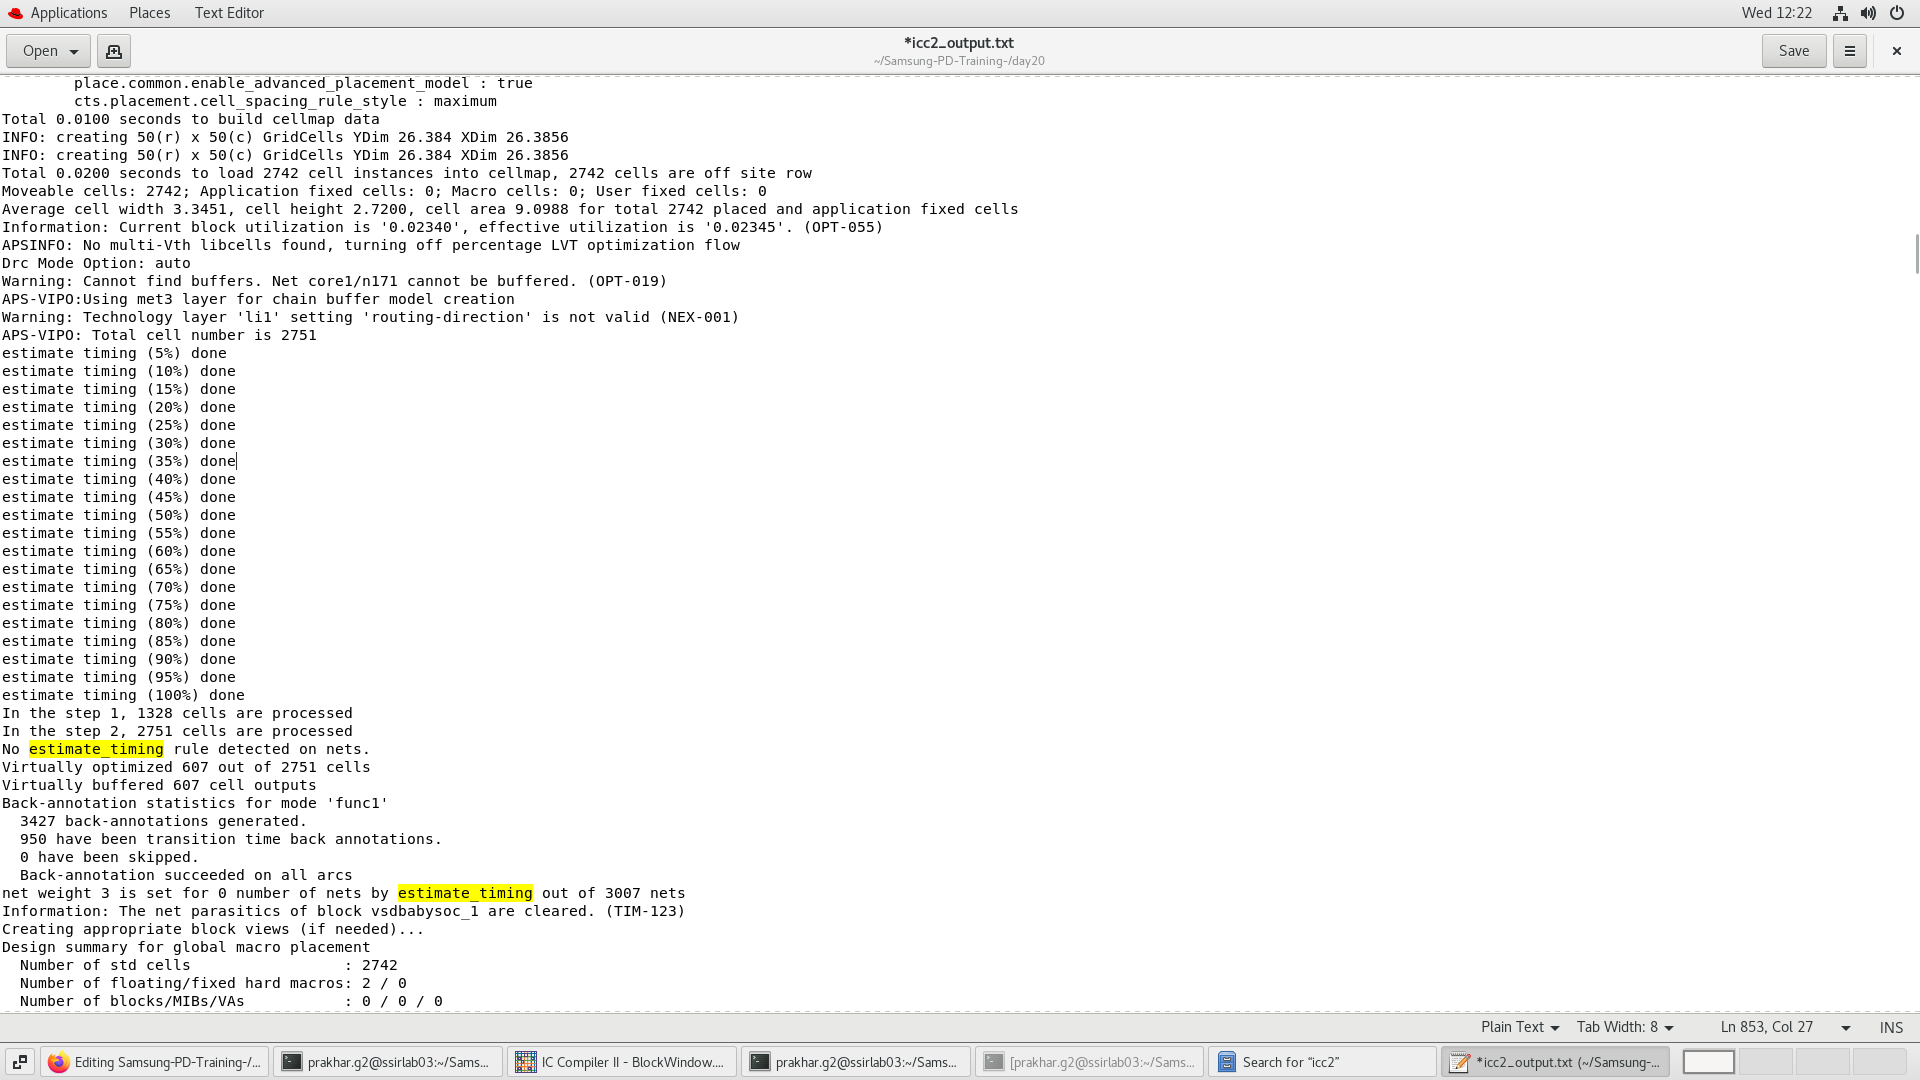 Applications Places Text Editor Wed 12:22
Open *icc2_output.txt Save
~/Samsung-PD-Training-/day20
place.common.enable_advanced_placement_model : true
cts.placement.cell_spacing_rule_style : maximum
Total 0.0100 seconds to build cellmap data
INFO: creating 50(r) x 50(c) GridCells YDim 26.384 XDim 26.3856
INFO: creating 50(r) x 50(c) GridCells YDim 26.384 XDim 26.3856
Total 0.0200 seconds to load 2742 cell instances into cellmap, 2742 cells are off site row
Moveable cells: 2742; Application fixed cells: 0; Macro cells: 0; User fixed cells: 0
Average cell width 3.3451, cell height 2.7200, cell area 9.0988 for total 2742 placed and application fixed cells
Information: Current block utilization is '0.02340', effective utilization is '0.02345'. (OPT-055)
APSINFO: No multi-Vth libcells found, turning off percentage LVT optimization flow
Drc Mode Option: auto
Warning: Cannot find buffers. Net core1/n171 cannot be buffered. (OPT-019)
APS-VIPO:Using met3 layer for chain buffer model creation
Warning: Technology layer 'li1' setting 'routing-direction' is not valid (NEX-001)
APS-VIPO: Total cell number is 2751
estimate timing (5%) done
estimate timing (10%) done
estimate timing (15%) done
estimate timing (20%) done
estimate timing (25%) done
estimate timing (30%) done
estimate timing (35%) done
estimate timing (40%) done
estimate timing (45%) done
estimate timing (50%) done
estimate timing (55%) done
estimate timing (60%) done
estimate timing (65%) done
estimate timing (70%) done
estimate timing (75%) done
estimate timing (80%) done
estimate timing (85%) done
estimate timing (90%) done
estimate timing (95%) done
estimate timing (100%) done
In the step 1, 1328 cells are processed
In the step 2, 2751 cells are processed
No estimate_timing rule detected on nets.
Virtually optimized 607 out of 2751 cells
Virtually buffered 607 cell outputs
Back-annotation statistics for mode 'func1'
3427 back-annotations generated.
950 have been transition time back annotations.
0 have been skipped.
Back-annotation succeeded on all arcs
net weight 3 is set for 0 number of nets by estimate_timing out of 3007 nets
Information: The net parasitics of block vsdbabysoc_1 are cleared. (TIM-123)
Creating appropriate block views (if needed)...
Design summary for global macro placement
Number of std cells : 2742
Number of floating/fixed hard macros: 2 / 0
Number of blocks/MIBs/VAs : 0 / 0 / 0
Plain Text Tab Width: 8 Ln 853, Col 27 INS
Editing Samsung-PD-Training-/... prakhar.g2@ssirlab03:~/Sams... IC Compiler II - BlockWindow.... prakhar.g2@ssirlab03:~/Sams... [prakhar.g2@ssirlab03:~/Sams... Search for “icc2” *icc2_output.txt (~/Samsung-...